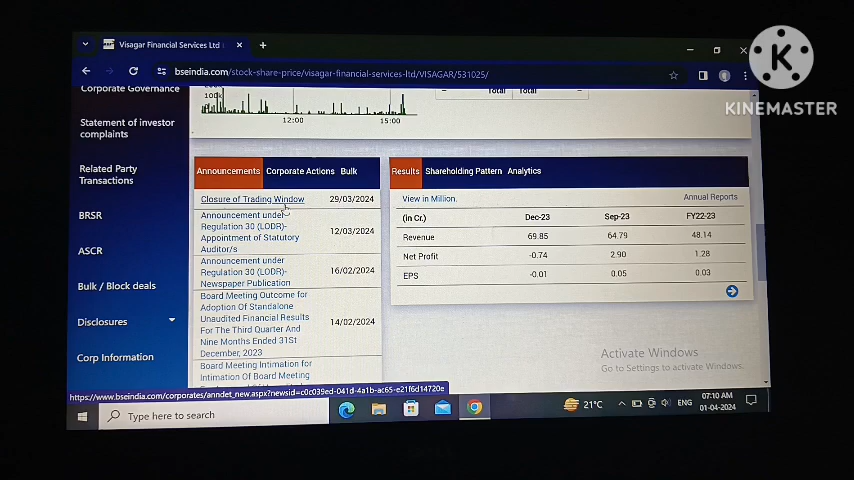 Visagar Financial Services Ltd
KINEMASTER
bseindia.com/stock-share-price/visagar-financial-services-ltd/VISAGAR/531025/
Corporate Governance
Statement of investor
complaints
Related Party
Transactions
BRSR
ASCR
Bulk / Block deals
Disclosures
Corp Information
100k
12:00
15:00
Total
Total
Announcements
Corporate Actions
Bulk
Closure of Trading Window
29/03/2024
Announcement under
Regulation 30 (LODR)-
Appointment of Statutory
Auditor/s
12/03/2024
Announcement under
Regulation 30 (LODR)-
Newspaper Publication
16/02/2024
Board Meeting Outcome for
Adoption Of Standalone
Unaudited Financial Results
For The Third Quarter And
Nine Months Ended 31St
December, 2023
14/02/2024
Board Meeting Intimation for
Intimation Of Board Meeting
Results
Shareholding Pattern
Analytics
View in Million.
Annual Reports
(in Cr.) Dec-23 Sep-23 FY22-23
Revenue 69.85 64.79 48.14
Net Profit -0.74 2.90 1.28
EPS -0.01 0.05 0.03
Activate Windows
Go to Settings to activate Windows.
https://www.bseindia.com/corporates/anndet_new.aspx?newsid=c0c039ed-041d-4a1b-ac65-e21f6d14720e
Type here to search
21°C
ENG
07:10 AM
01-04-2024